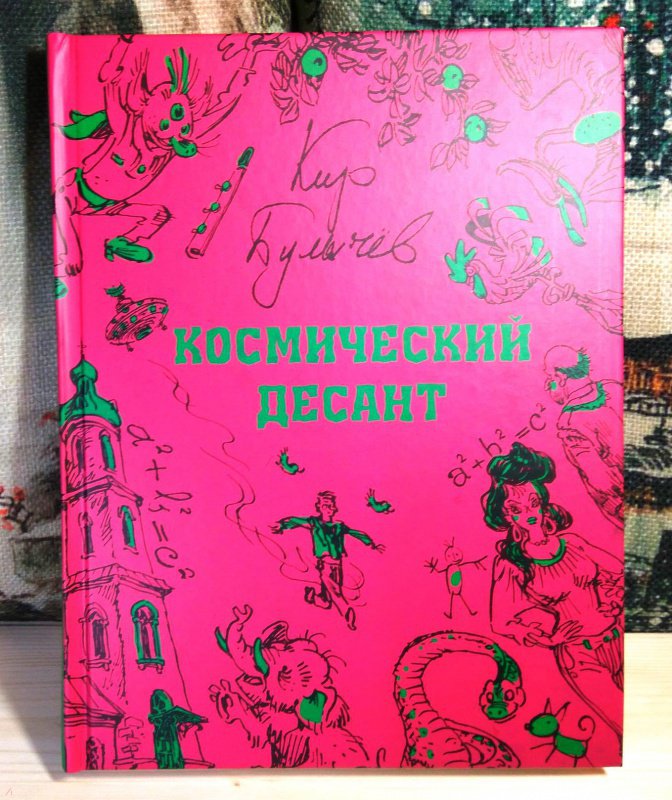 Кир
Булычёв
КОСМИЧЕСКИЙ
ДЕСАНТ
a²+b²=c²
a²+b²=c²